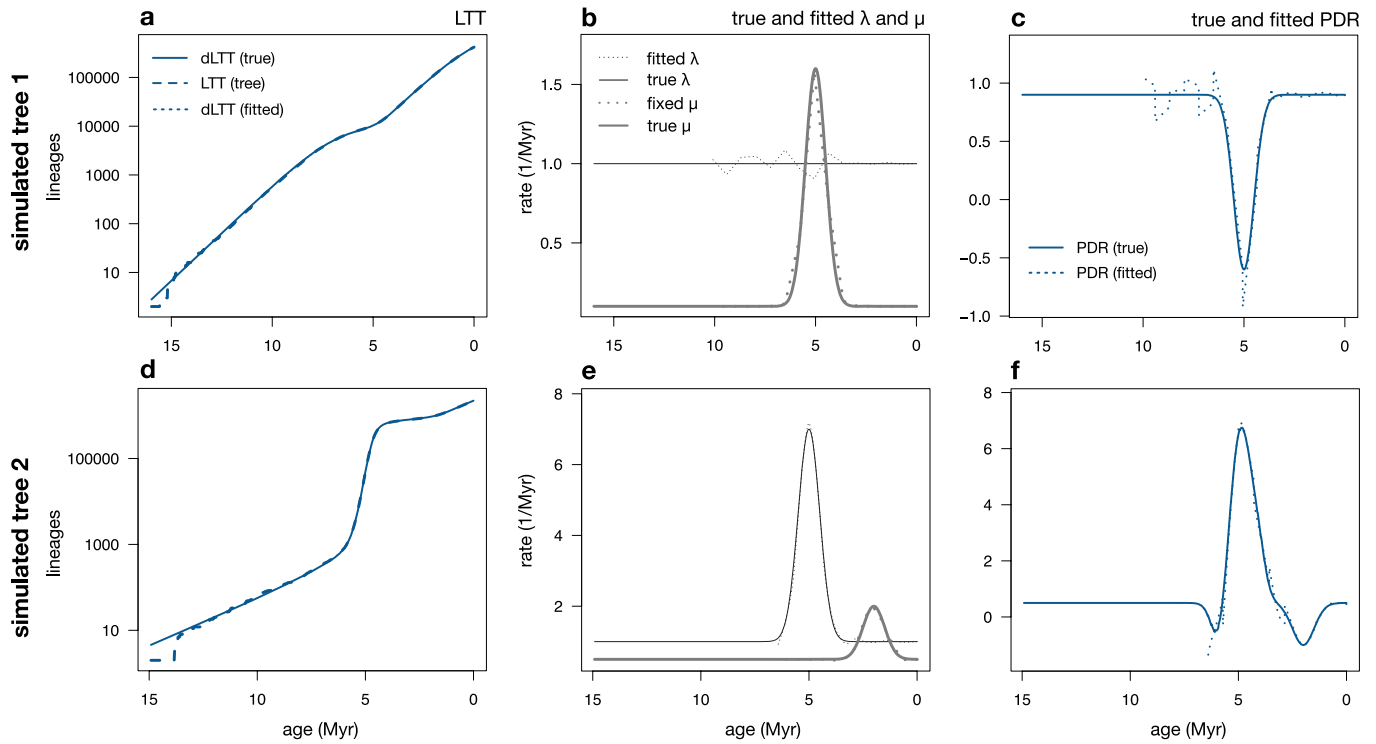 a
LTT
b
true and fitted λ and μ
c
true and fitted PDR
simulated tree 1
lineages
100000
10000
1000
100
10
dLTT (true)
LTT (tree)
dLTT (fitted)
15
10
5
0
rate (1/Myr)
1.5
1.0
0.5
fitted λ
true λ
fixed μ
true μ
15
10
5
0
1.0
0.5
0.0
−0.5
−1.0
PDR (true)
PDR (fitted)
15
10
5
0
d
e
f
simulated tree 2
lineages
100000
1000
10
15
10
5
0
age (Myr)
rate (1/Myr)
8
6
4
2
15
10
5
0
age (Myr)
8
6
4
2
0
15
10
5
0
age (Myr)